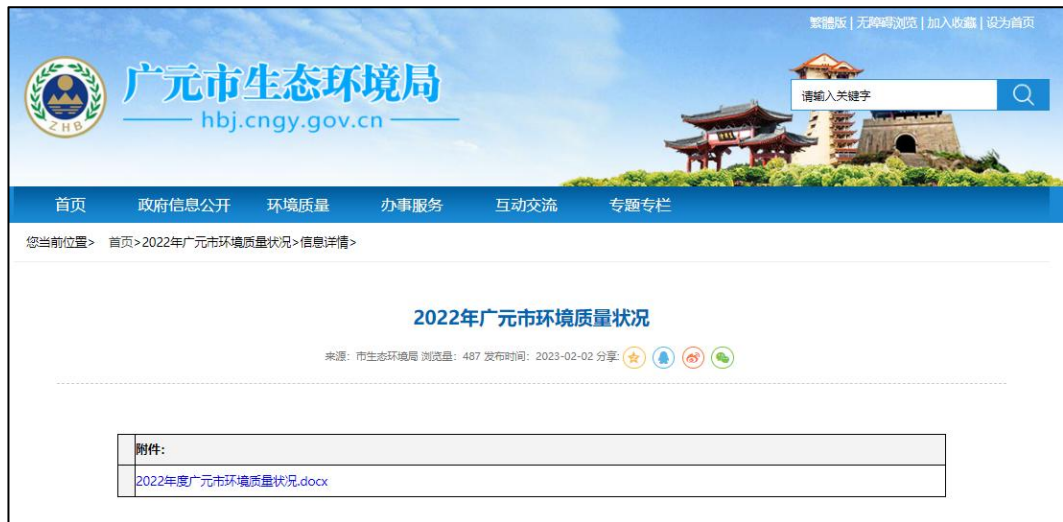 繁體版 | 无障碍浏览 | 加入收藏 | 设为首页
广元市生态环境局
hbj.cngy.gov.cn
ZHB
请输入关键字
首页 政府信息公开 环境质量 办事服务 互动交流 专题专栏
您当前位置> 首页>2022年广元市环境质量状况>信息详情>
2022年广元市环境质量状况
来源：市生态环境局 浏览量：487 发布时间：2023-02-02 分享:
附件：
2022年度广元市环境质量状况.docx